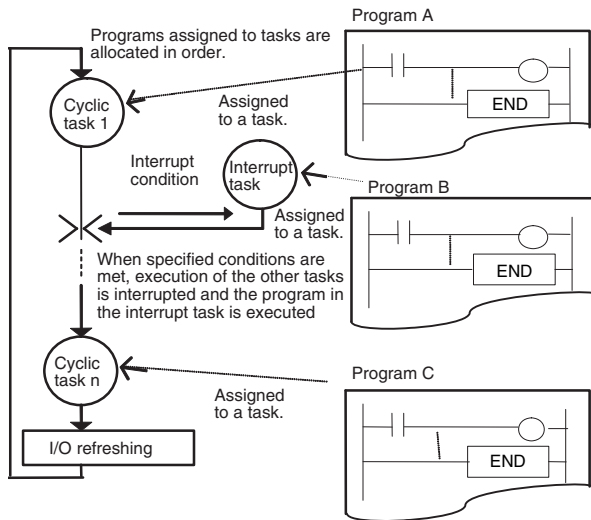 Program A
Programs assigned to tasks are
allocated in order.
Cyclic
task 1
Assigned
to a task.
END
Interrupt
condition
Interrupt
task
Program B
Assigned
to a task.
When specified conditions are
met, execution of the other tasks
is interrupted and the program in
the interrupt task is executed
END
Cyclic
task n
Program C
Assigned
to a task.
I/O refreshing
END